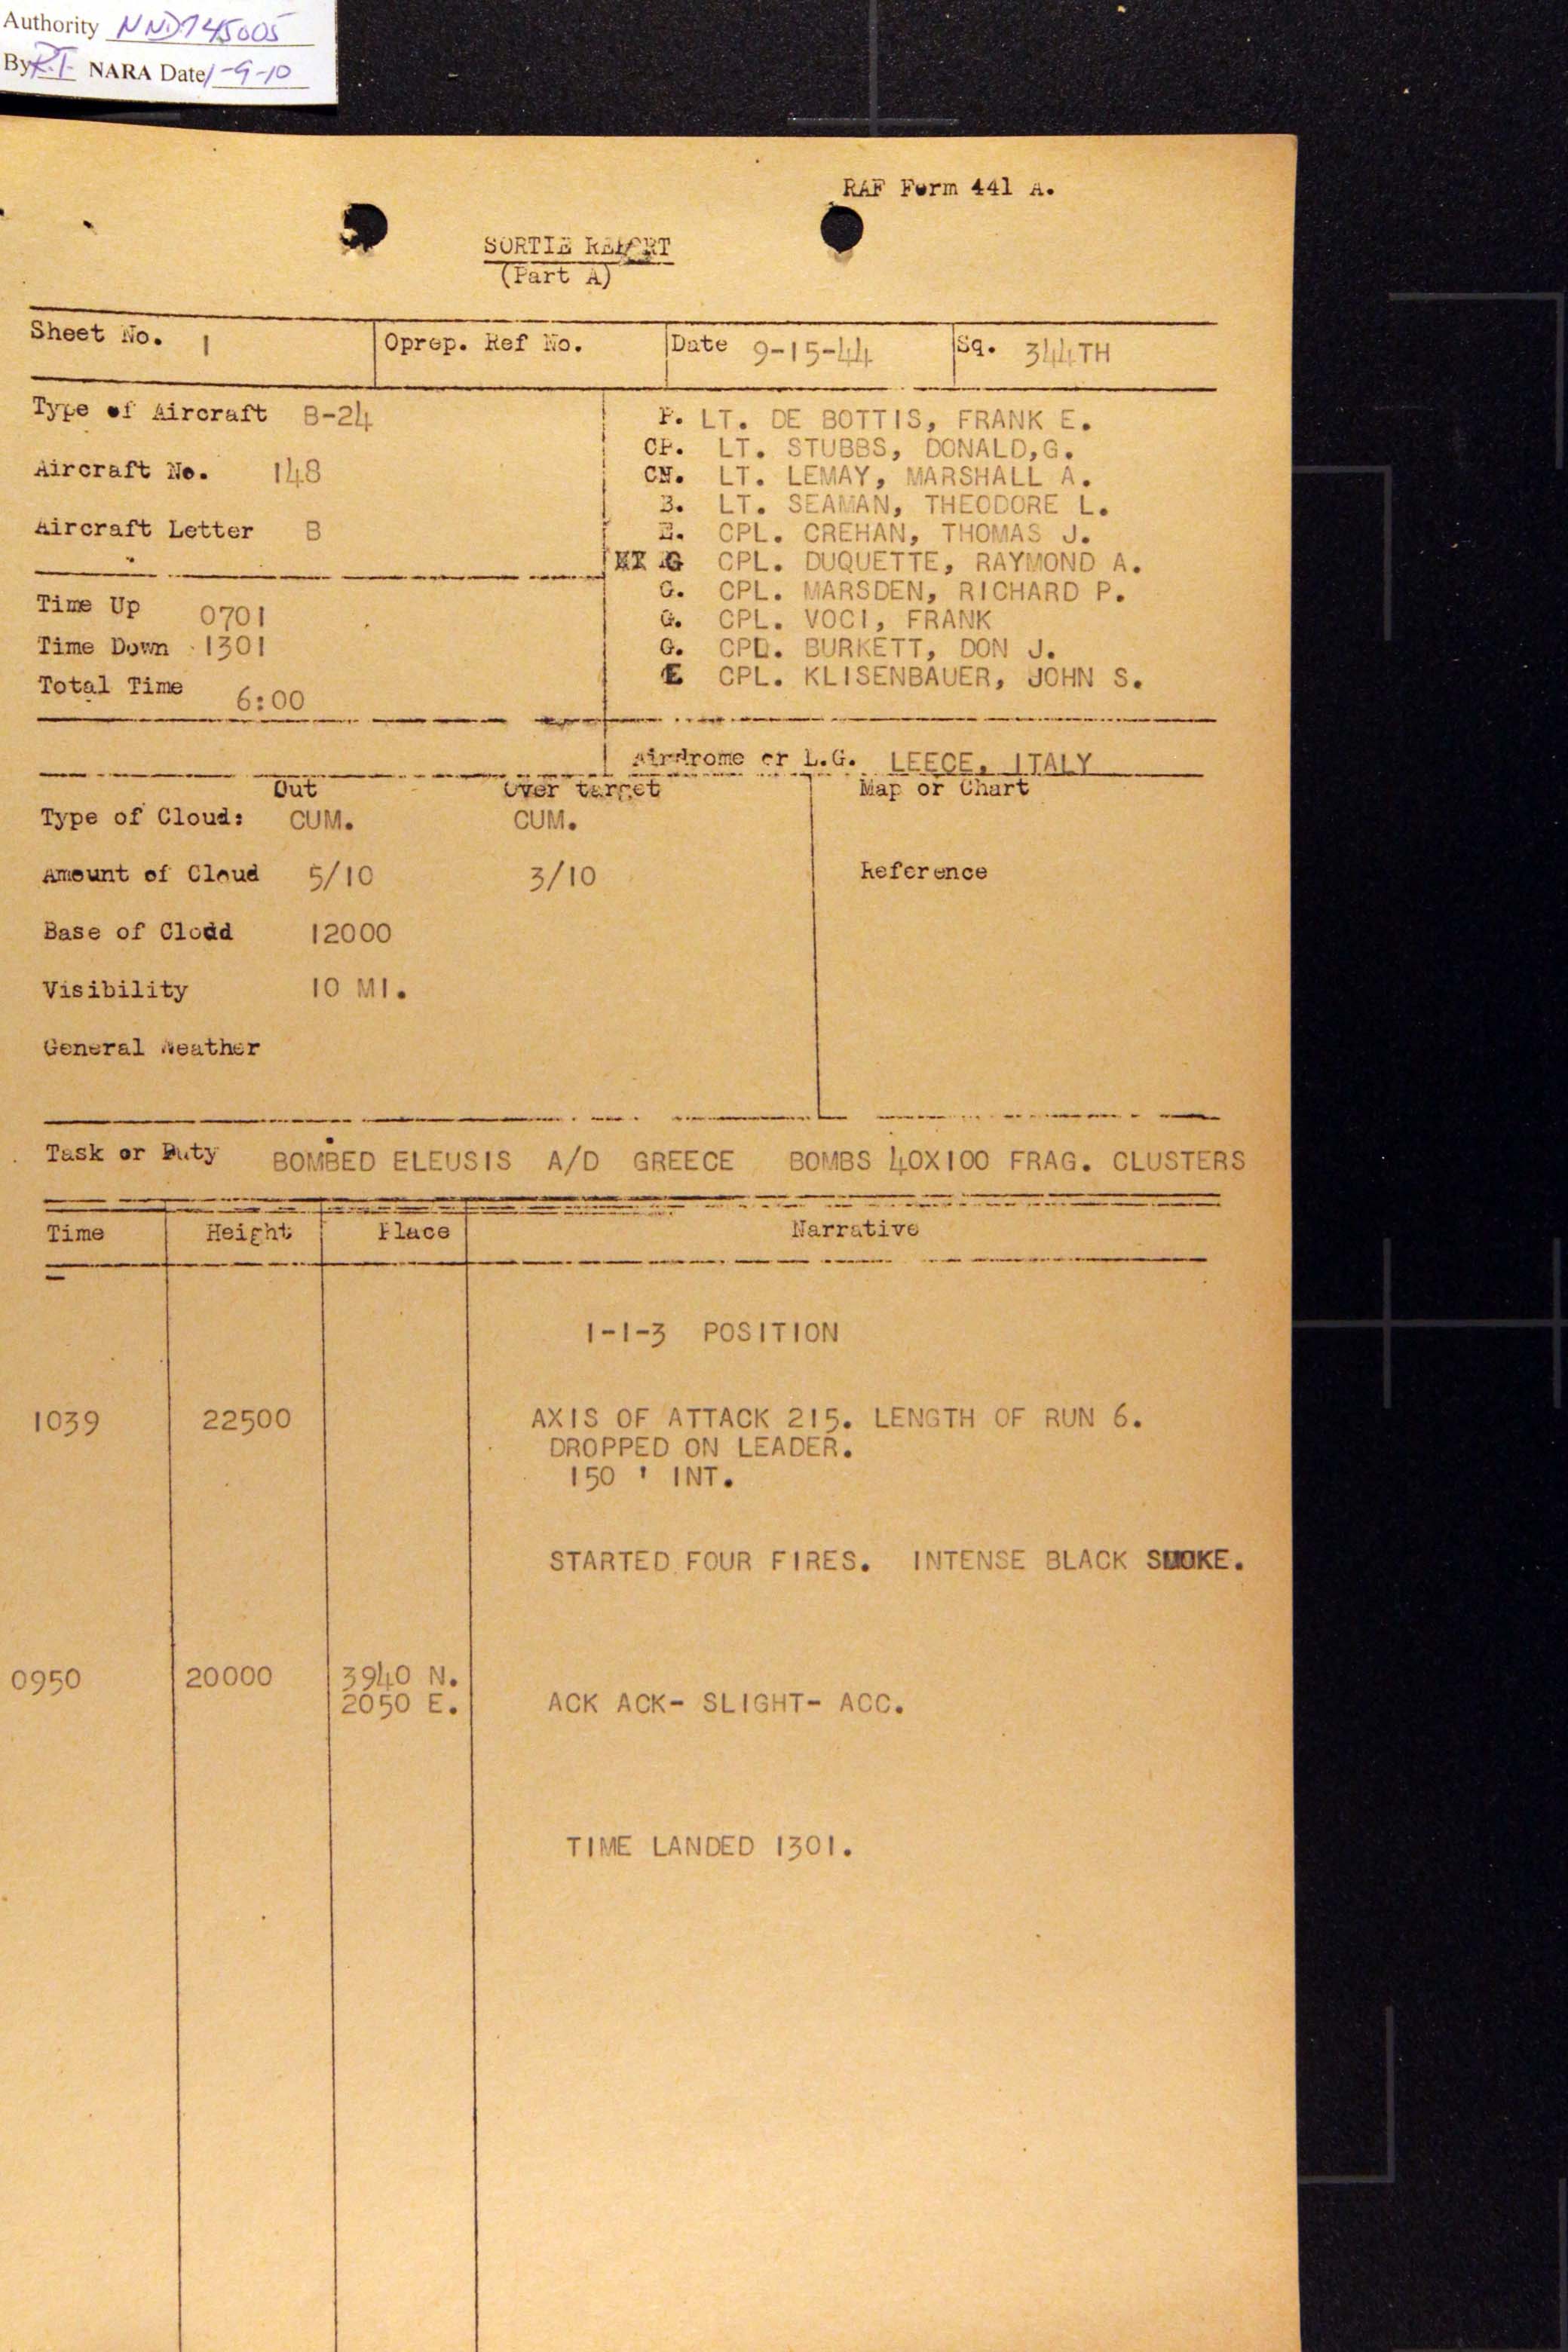 Authority NND745005
By R.T. NARA Date 1-9-10
RAF Form 441 A.
SORTIE REPORT
(Part A)
Sheet No. 1 Oprep. Ref No. Date 9-15-44 Sq. 344TH
Type of Aircraft B-24
Aircraft No. 148
Aircraft Letter B
P. LT. DE BOTTIS, FRANK E.
CP. LT. STUBBS, DONALD,G.
CN. LT. LEMAY, MARSHALL A.
B. LT. SEAMAN, THEODORE L.
E. CPL. CREHAN, THOMAS J.
G CPL. DUQUETTE, RAYMOND A.
G. CPL. MARSDEN, RICHARD P.
G. CPL. VOCI, FRANK
G. CPL. BURKETT, DON J.
E CPL. KLISENBAUER, JOHN S.
Time Up 0701
Time Down 1301
Total Time 6:00
Airdrome or L.G. LEECE, ITALY
Out Over target Map or Chart
Type of Cloud: CUM. CUM.
Amount of Cloud 5/10 3/10 Reference
Base of Clodd 12000
Visibility 10 MI.
General Weather
Task or Duty BOMBED ELEUSIS A/D GREECE BOMBS 40X100 FRAG. CLUSTERS
Time Height Place Narrative
1-1-3 POSITION
1039 22500 AXIS OF ATTACK 215. LENGTH OF RUN 6.
DROPPED ON LEADER.
150 ' INT.
STARTED FOUR FIRES. INTENSE BLACK SMOKE.
0950 20000 3940 N.
2050 E. ACK ACK- SLIGHT- ACC.
TIME LANDED 1301.